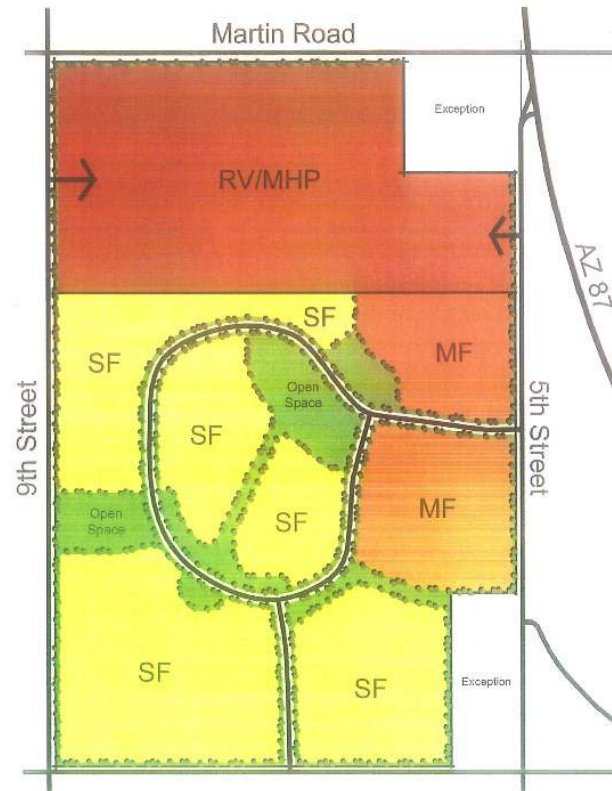 Martin Road
Exception
RV/MHP
AZ 87
SF
SF
MF
Open
Space
9th Street
5th Street
SF
Open
Space
SF
MF
SF
SF
Exception